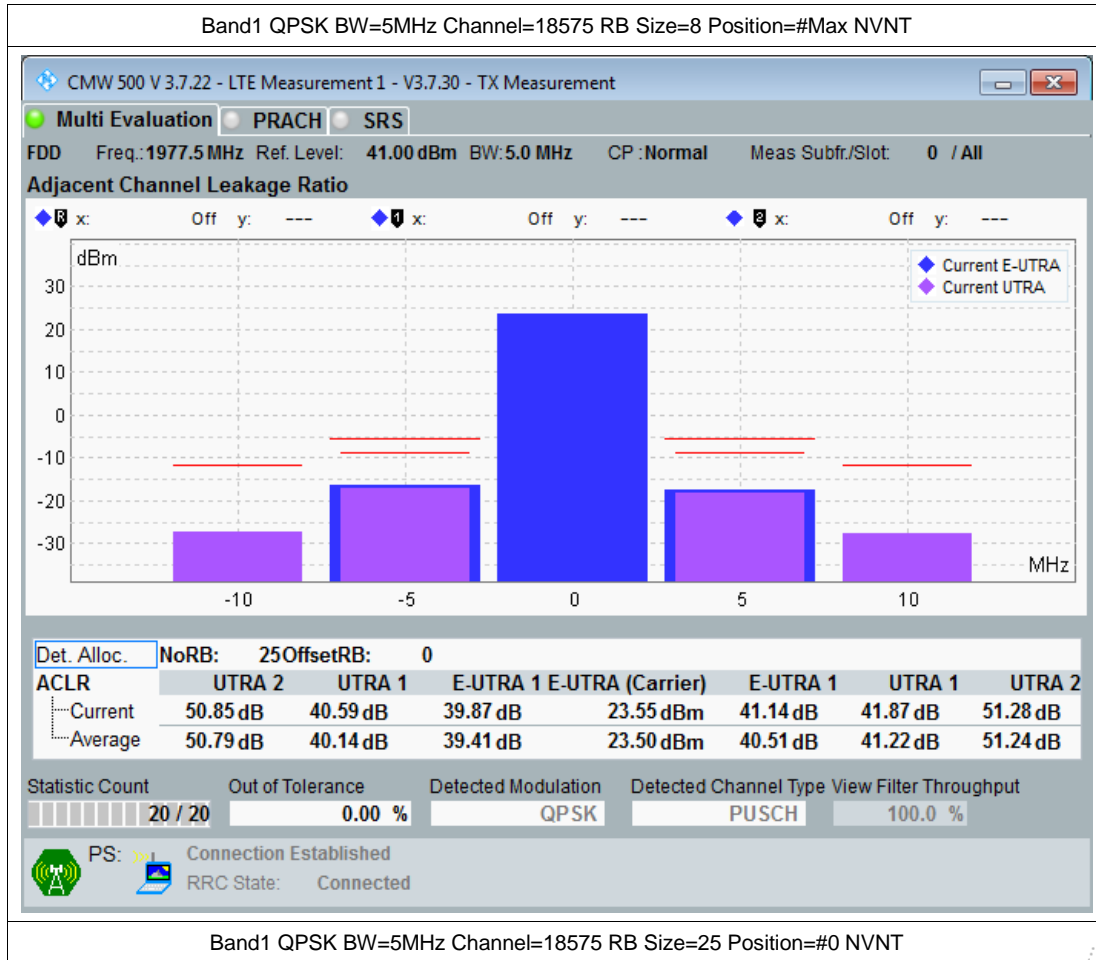 Band1 QPSK BW=5MHz Channel=18575 RB Size=8 Position=#Max NVNT
CMW 500 V 3.7.22 - LTE Measurement 1 - V3.7.30 - TX Measurement
Multi Evaluation PRACH SRS
FDD Freq.:1977.5 MHz Ref. Level: 41.00 dBm BW:5.0 MHz CP :Normal Meas Subfr./Slot: 0 / All
Adjacent Channel Leakage Ratio
R x: Off y: --- 1 x: Off y: --- 2 x: Off y: ---
dBm
Current E-UTRA
Current UTRA
30
20
10
0
-10
-20
-30
MHz
-10 -5 0 5 10
Det. Alloc. NoRB: 25 OffsetRB: 0
ACLR UTRA 2 UTRA 1 E-UTRA 1 E-UTRA (Carrier) E-UTRA 1 UTRA 1 UTRA 2
Current 50.85 dB 40.59 dB 39.87 dB 23.55 dBm 41.14 dB 41.87 dB 51.28 dB
Average 50.79 dB 40.14 dB 39.41 dB 23.50 dBm 40.51 dB 41.22 dB 51.24 dB
Statistic Count Out of Tolerance Detected Modulation Detected Channel Type View Filter Throughput
20 / 20 0.00 % QPSK PUSCH 100.0 %
PS: Connection Established
RRC State: Connected
Band1 QPSK BW=5MHz Channel=18575 RB Size=25 Position=#0 NVNT